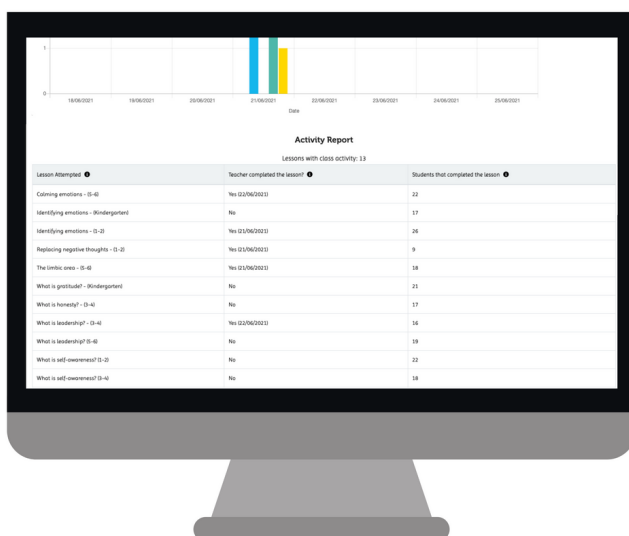 1
0
18/06/2021 19/06/2021 20/06/2021 21/06/2021 22/06/2021 23/06/2021 24/06/2021 25/06/2021
Date
Activity Report
Lessons with class activity: 13
Lesson Attempted Teacher completed the lesson? Students that completed the lesson
Calming emotions - (5-6) Yes (22/06/2021) 22
Identifying emotions - (Kindergarten) No 17
Identifying emotions - (1-2) Yes (21/06/2021) 26
Replacing negative thoughts - (1-2) Yes (21/06/2021) 9
The limbic area - (5-6) Yes (21/06/2021) 18
What is gratitude? - (Kindergarten) No 21
What is honesty? - (3-4) No 17
What is leadership? - (3-4) Yes (22/06/2021) 16
What is leadership? (5-6) No 19
What is self-awareness? (1-2) No 22
What is self-awareness? (3-4) No 18